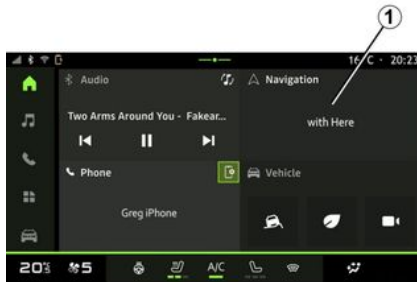 1
16°C · 20:23
Audio
Navigation
Two Arms Around You - Fakear...
with Here
Phone
Vehicle
Greg iPhone
20°5
5
A/C